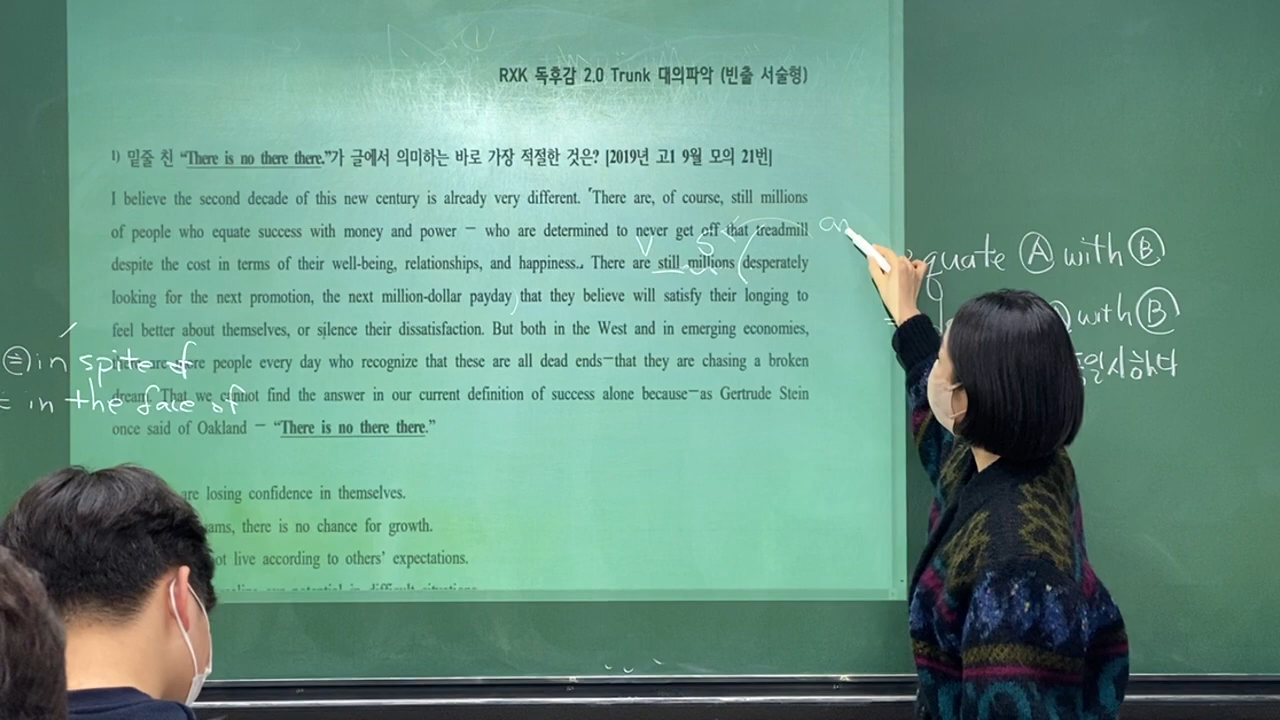 RXK 독후감 2.0 Trunk 대의파악 (빈출 서술형)
1) 밑줄 친 “There is no there there.”가 글에서 의미하는 바로 가장 적절한 것은? [2019년 고1 9월 모의 21번]
I believe the second decade of this new century is already very different. There are, of course, still millions
of people who equate success with money and power − who are determined to never get off that treadmill
despite the cost in terms of their well-being, relationships, and happiness.. There are still millions desperately
looking for the next promotion, the next million-dollar payday that they believe will satisfy their longing to
feel better about themselves, or silence their dissatisfaction. But both in the West and in emerging economies,
there are more people every day who recognize that these are all dead ends−that they are chasing a broken
dream. That we cannot find the answer in our current definition of success alone because−as Gertrude Stein
once said of Oakland − “There is no there there.”
are losing confidence in themselves.
there is no chance for growth.
live according to others’ expectations.
V S
equate Ⓐ with Ⓑ
with Ⓑ
동일시하다
in spite of
in the face of